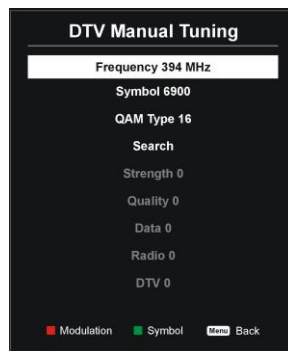 DTV Manual Tuning
Frequency 394 MHz
Symbol 6900
QAM Type 16
Search
Strength 0
Quality 0
Data 0
Radio 0
DTV 0
Modulation Symbol Menu Back